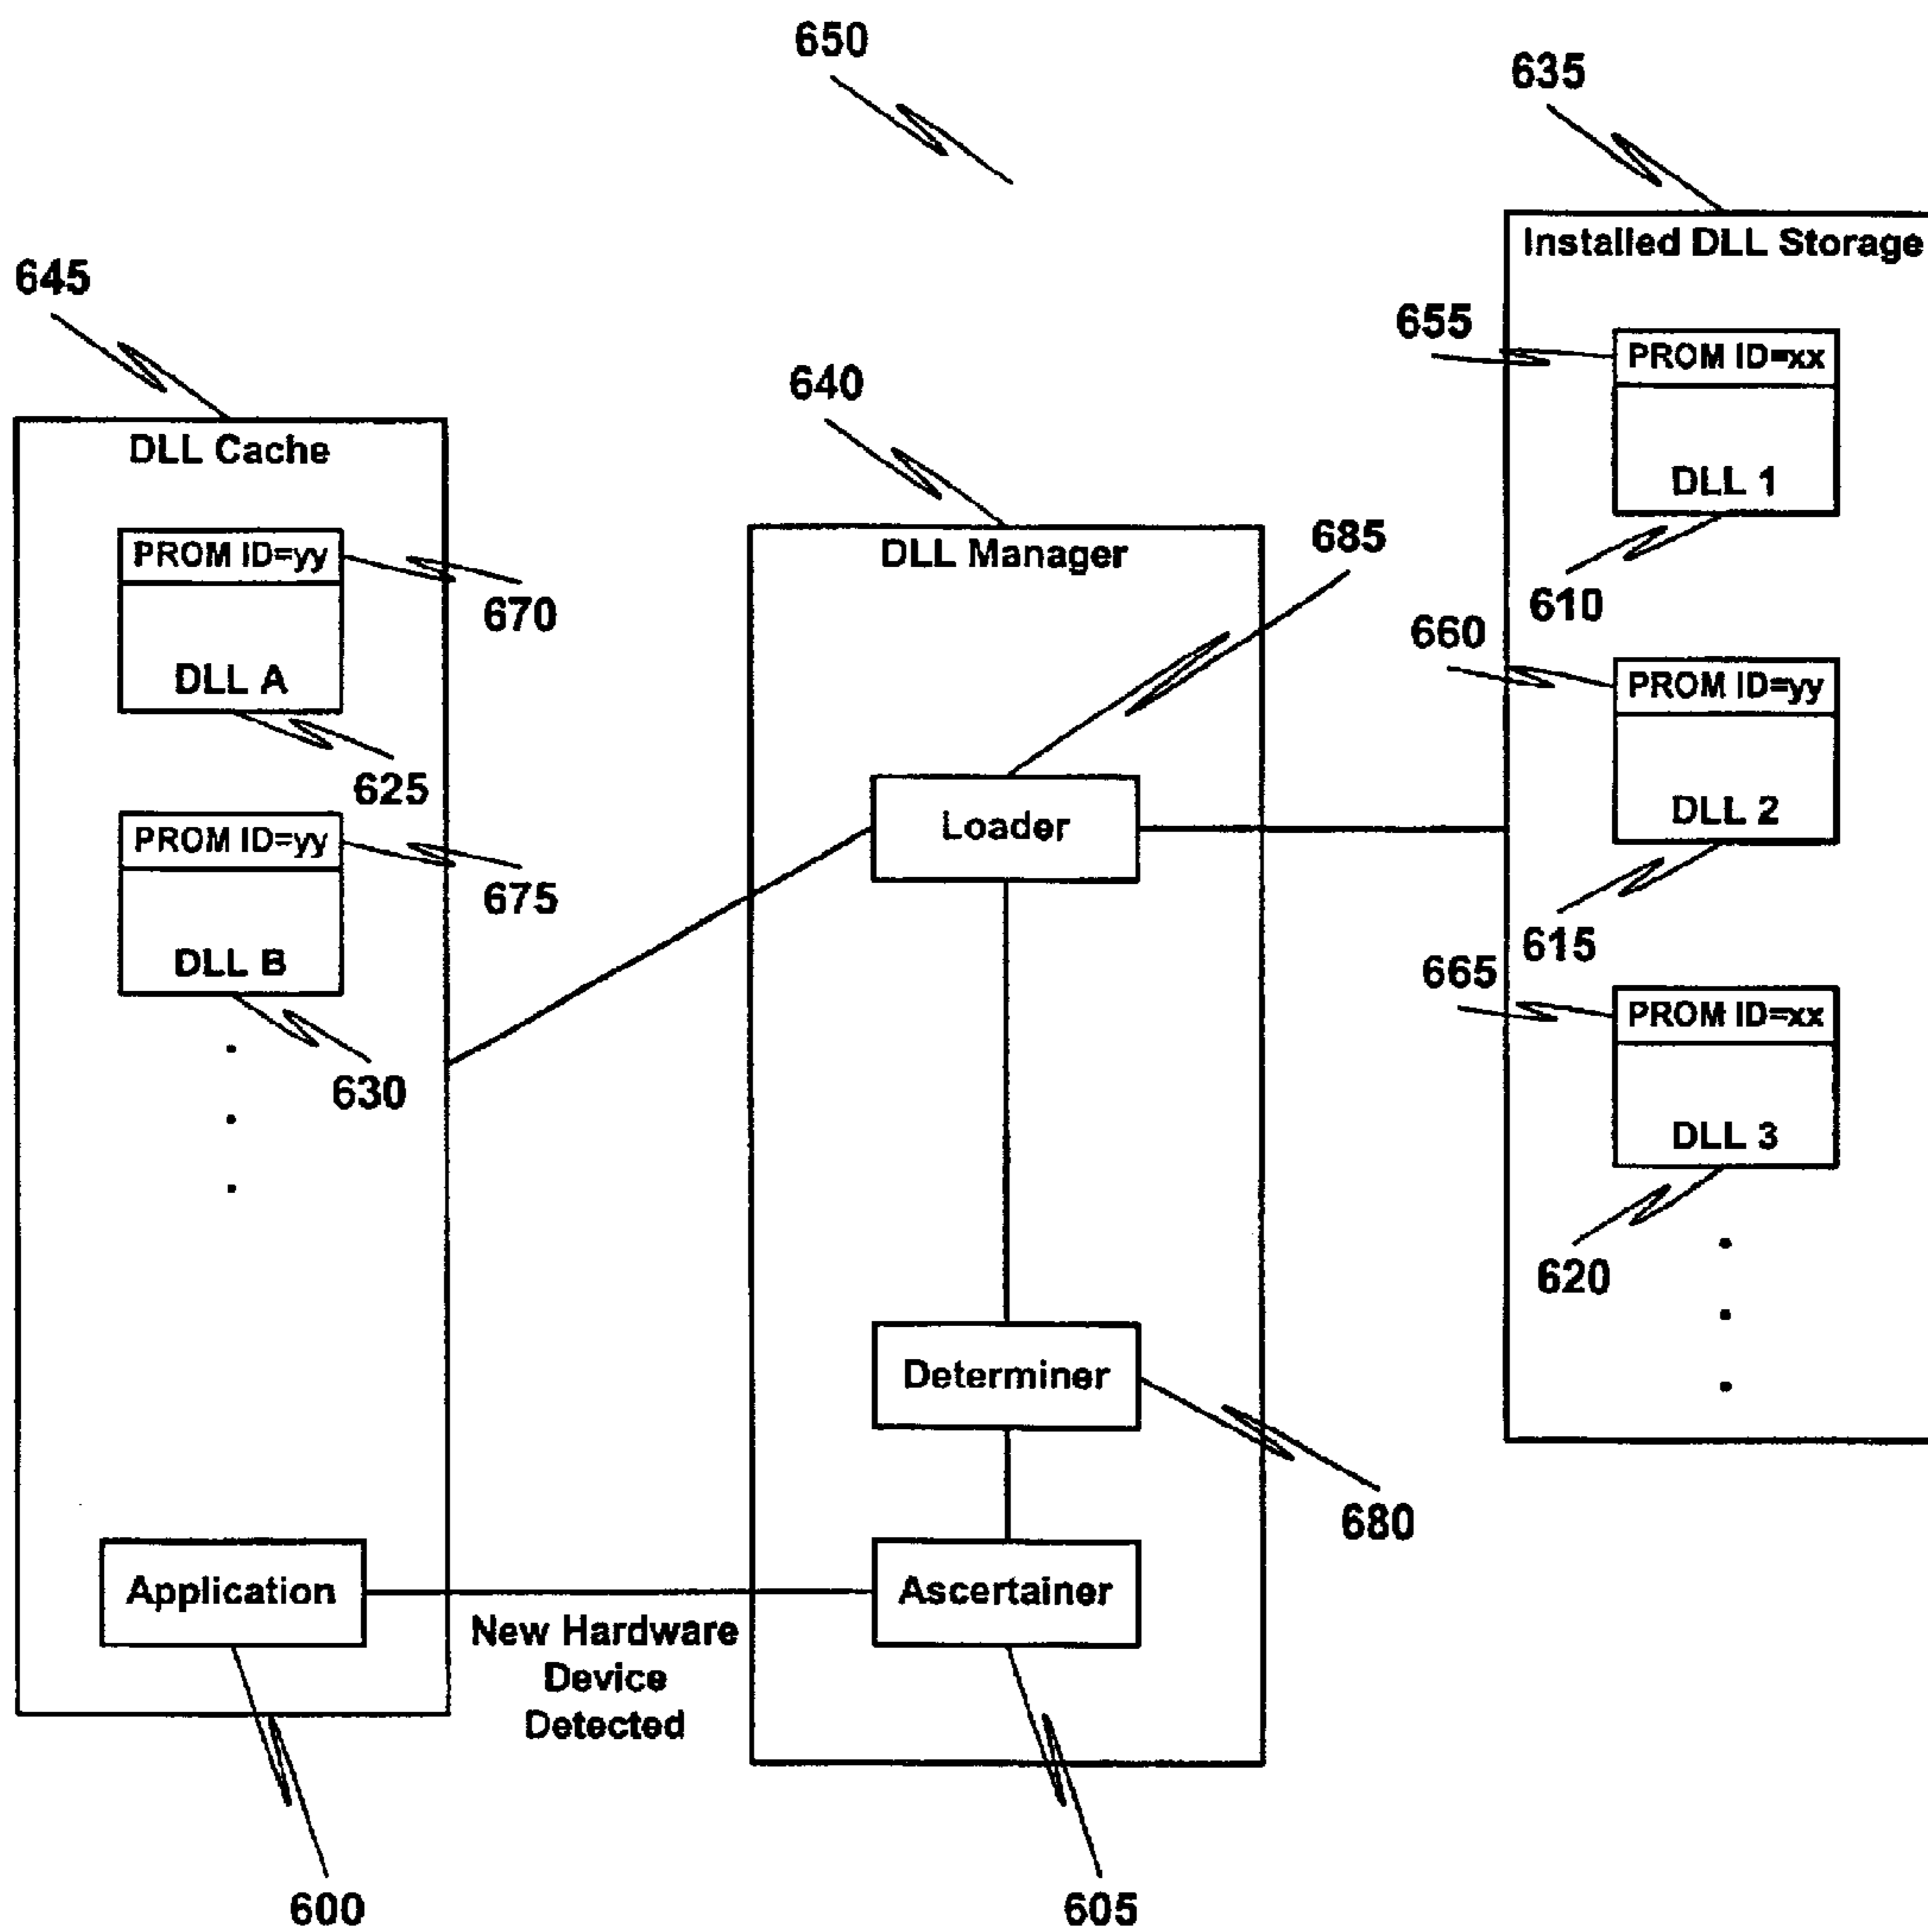 650
635
Installed DLL Storage
645
655
PROM ID=xx
640
DLL Cache
DLL 1
685
PROM ID=yy
DLL Manager
670
610
660
DLL A
PROM ID=yy
625
DLL 2
PROM ID=yy
Loader
675
615
DLL B
665
PROM ID=xx
630
DLL 3
620
Determiner
680
Application
Ascertainer
New Hardware
Device
Detected
600
605